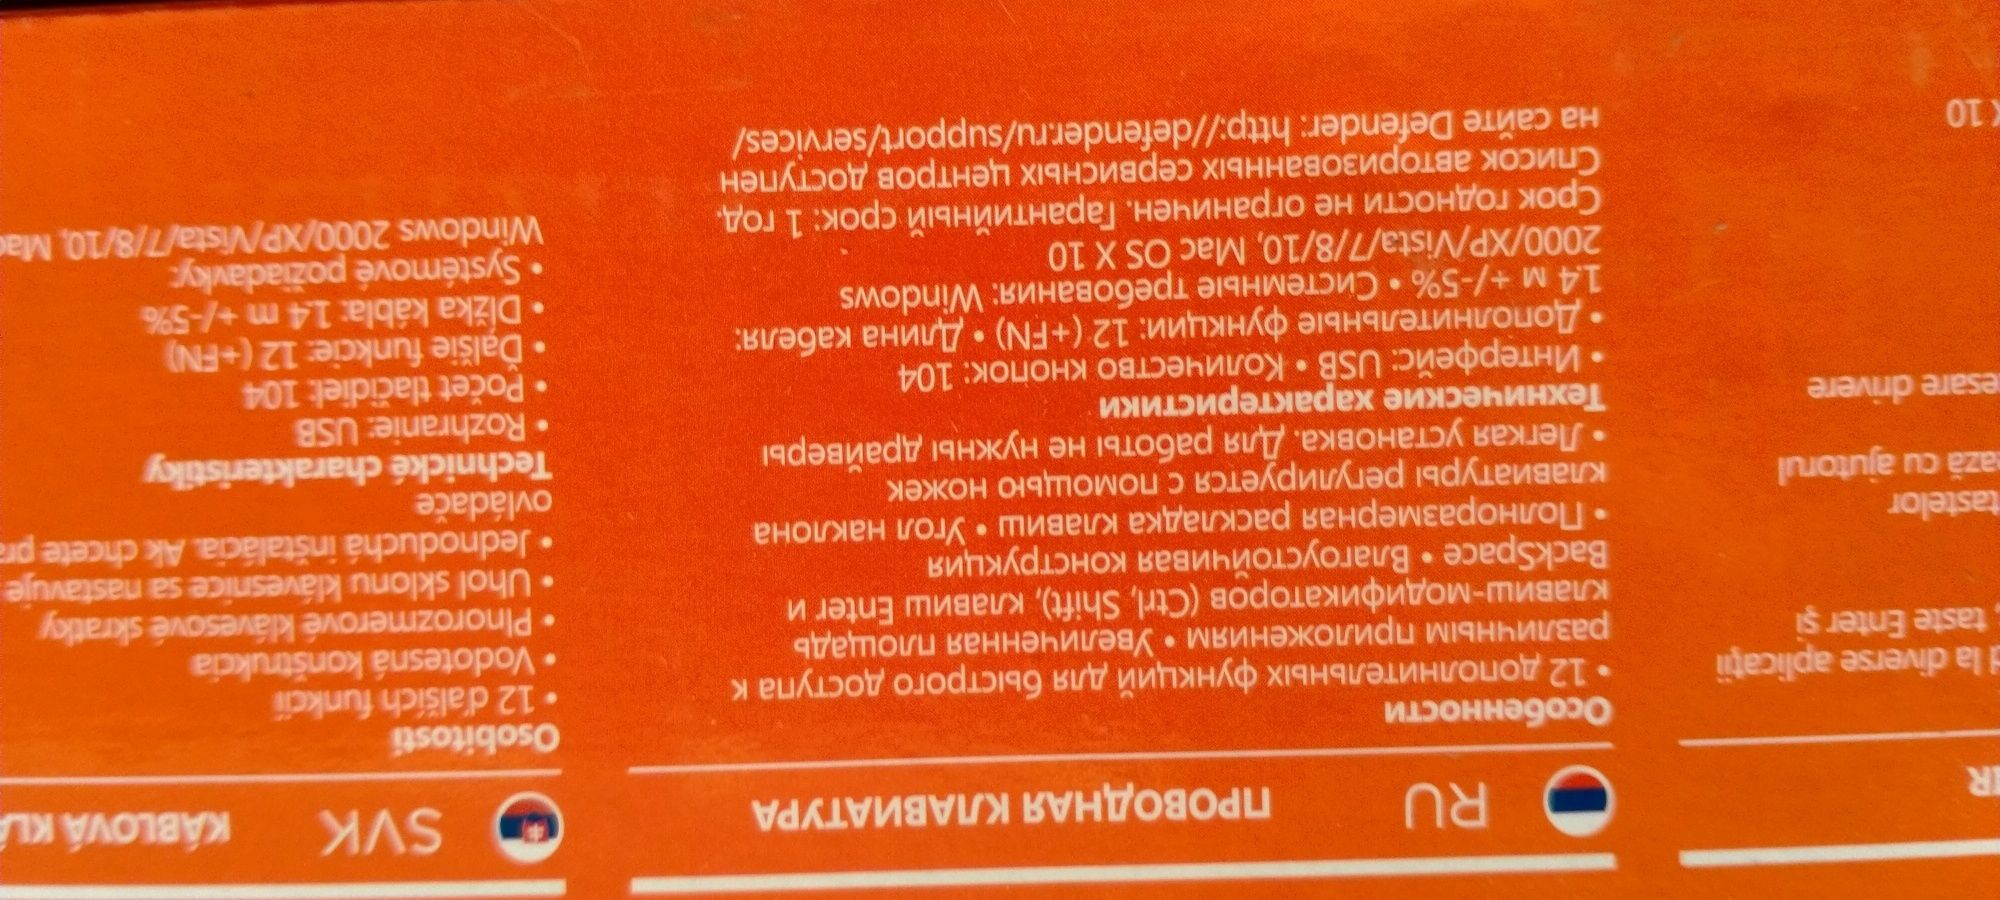 RU ПРОВОДНАЯ КЛАВИАТУРА
Особенности
• 12 дополнительных функций для быстрого доступа к
различным приложениям • Увеличенная площадь
клавиш-модификаторов (Ctrl, Shift), клавиш Enter и
BackSpace • Влагоустойчивая конструкция
• Полноразмерная раскладка клавиш • Угол наклона
клавиатуры регулируется с помощью ножек
• Легкая установка. Для работы не нужны драйверы
Технические характеристики
• Интерфейс: USB • Количество кнопок: 104
• Дополнительные функции: 12 (+FN) • Длина кабеля:
1.4 м +/-5% • Системные требования: Windows
2000/XP/Vista/7/8/10, Mac OS X 10
Срок годности не ограничен. Гарантийный срок: 1 год.
Список авторизованных сервисных центров доступен
на сайте Defender: http://defender.ru/support/services/
SVK KÁBLOVÁ KLÁ
Osobitosti
• 12 ďalších funkcií
• Vodotesná konštrukcia
• Plnorozmerové klávesové skratky
• Uhol sklonu klávesnice sa nastavuje
• Jednoduchá inštalácia. Ak chcete pra
ovládače
Technické charakteristiky
• Rozhranie: USB
• Počet tlačidiel: 104
• Ďalšie funkcie: 12 (+FN)
• Dĺžka kábla: 1.4 m +/-5%
• Systémové požiadavky:
Windows 2000/XP/Vista/7/8/10, Mac
la diverse aplicații
, taste Enter și
tastelor
ează cu ajutorul
esare drivere
X 10